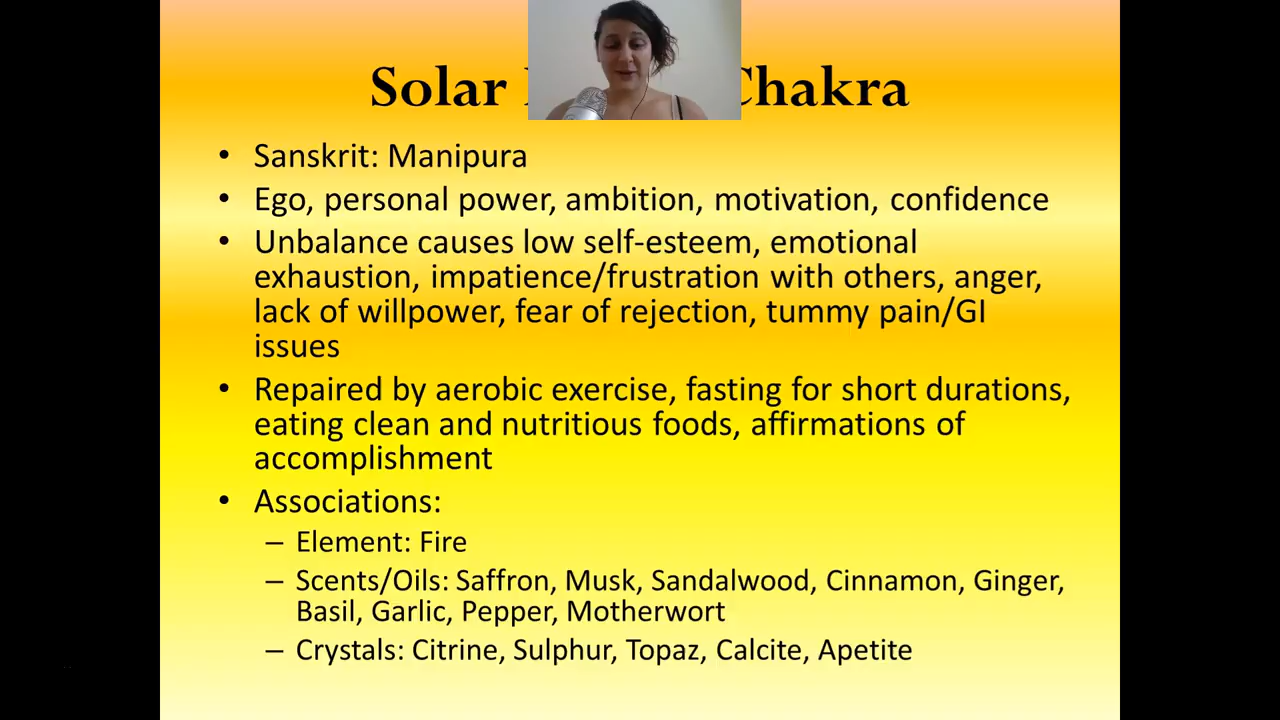 Solar Chakra
• Sanskrit: Manipura
• Ego, personal power, ambition, motivation, confidence
• Unbalance causes low self-esteem, emotional
exhaustion, impatience/frustration with others, anger,
lack of willpower, fear of rejection, tummy pain/GI
issues
• Repaired by aerobic exercise, fasting for short durations,
eating clean and nutritious foods, affirmations of
accomplishment
• Associations:
– Element: Fire
– Scents/Oils: Saffron, Musk, Sandalwood, Cinnamon, Ginger,
Basil, Garlic, Pepper, Motherwort
– Crystals: Citrine, Sulphur, Topaz, Calcite, Apetite